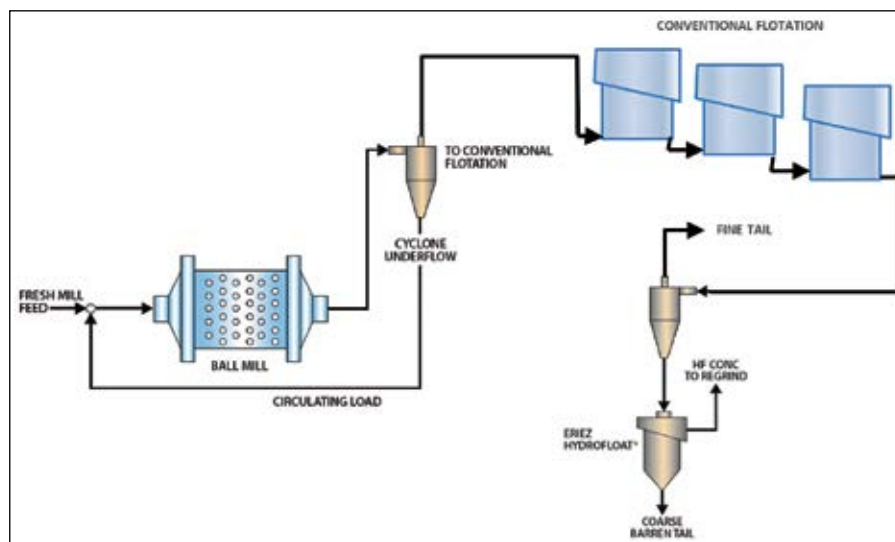 CONVENTIONAL FLOTATION
TO CONVENTIONAL
FLOTATION
FINE TAIL
CYCLONE
UNDERFLOW
FRESH MILL
FEED
BALL MILL
HF CONC
TO REGRIND
CIRCULATING LOAD
ERIEZ
HYDROFLOAT®
COARSE
BARREN TAIL